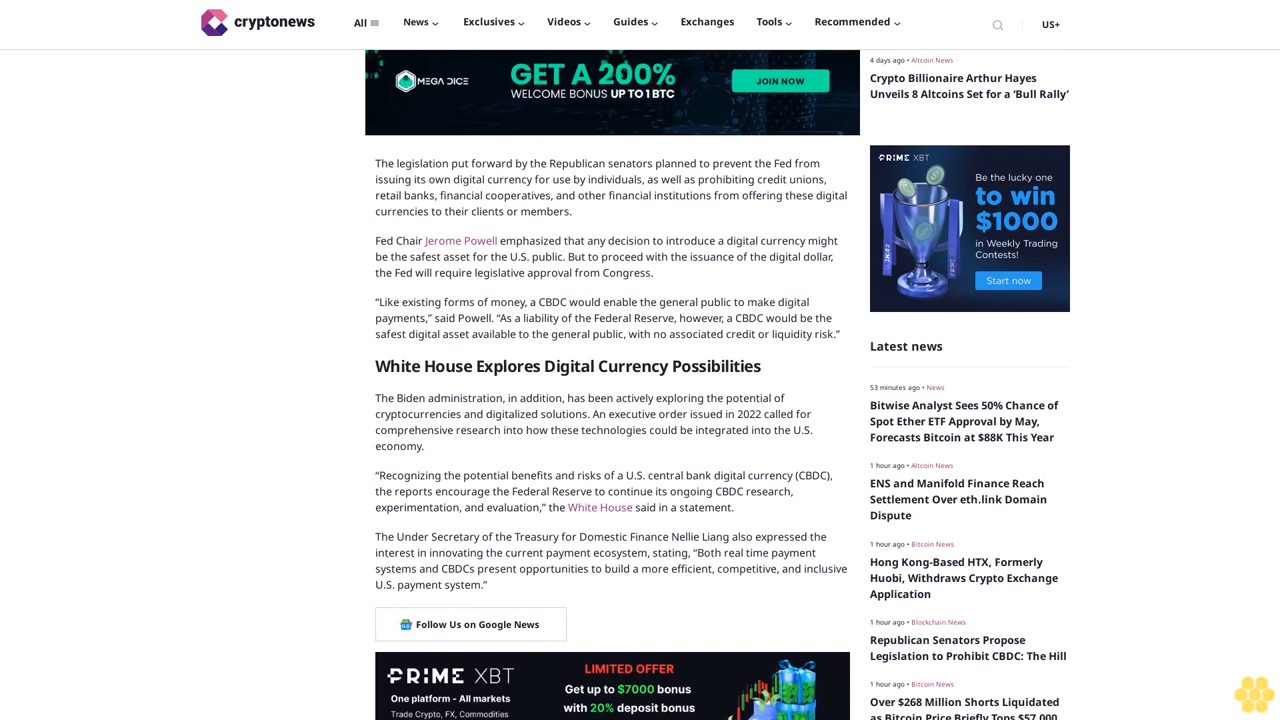 cryptonews
All
News
Exclusives
Videos
Guides
Exchanges
Tools
Recommended
US+
MEGA DICE
GET A 200%
WELCOME BONUS UP TO 1 BTC
JOIN NOW
The legislation put forward by the Republican senators planned to prevent the Fed from
issuing its own digital currency for use by individuals, as well as prohibiting credit unions,
retail banks, financial cooperatives, and other financial institutions from offering these digital
currencies to their clients or members.
Fed Chair Jerome Powell emphasized that any decision to introduce a digital currency might
be the safest asset for the U.S. public. But to proceed with the issuance of the digital dollar,
the Fed will require legislative approval from Congress.
“Like existing forms of money, a CBDC would enable the general public to make digital
payments,” said Powell. “As a liability of the Federal Reserve, however, a CBDC would be the
safest digital asset available to the general public, with no associated credit or liquidity risk.”
White House Explores Digital Currency Possibilities
The Biden administration, in addition, has been actively exploring the potential of
cryptocurrencies and digitalized solutions. An executive order issued in 2022 called for
comprehensive research into how these technologies could be integrated into the U.S.
economy.
“Recognizing the potential benefits and risks of a U.S. central bank digital currency (CBDC),
the reports encourage the Federal Reserve to continue its ongoing CBDC research,
experimentation, and evaluation,” the White House said in a statement.
The Under Secretary of the Treasury for Domestic Finance Nellie Liang also expressed the
interest in innovating the current payment ecosystem, stating, “Both real time payment
systems and CBDCs present opportunities to build a more efficient, competitive, and inclusive
U.S. payment system.”
Follow Us on Google News
PRIME XBT
One platform - All markets
Trade Crypto, FX, Commodities
LIMITED OFFER
Get up to $7000 bonus
with 20% deposit bonus
4 days ago • Altcoin News
Crypto Billionaire Arthur Hayes
Unveils 8 Altcoins Set for a ‘Bull Rally’
PRIME XBT
Be the lucky one
to win
$1000
in Weekly Trading
Contests!
Start now
Latest news
53 minutes ago • News
Bitwise Analyst Sees 50% Chance of
Spot Ether ETF Approval by May,
Forecasts Bitcoin at $88K This Year
1 hour ago • Altcoin News
ENS and Manifold Finance Reach
Settlement Over eth.link Domain
Dispute
1 hour ago • Bitcoin News
Hong Kong-Based HTX, Formerly
Huobi, Withdraws Crypto Exchange
Application
1 hour ago • Blockchain News
Republican Senators Propose
Legislation to Prohibit CBDC: The Hill
1 hour ago • Bitcoin News
Over $268 Million Shorts Liquidated
as Bitcoin Price Briefly Tops $57,000